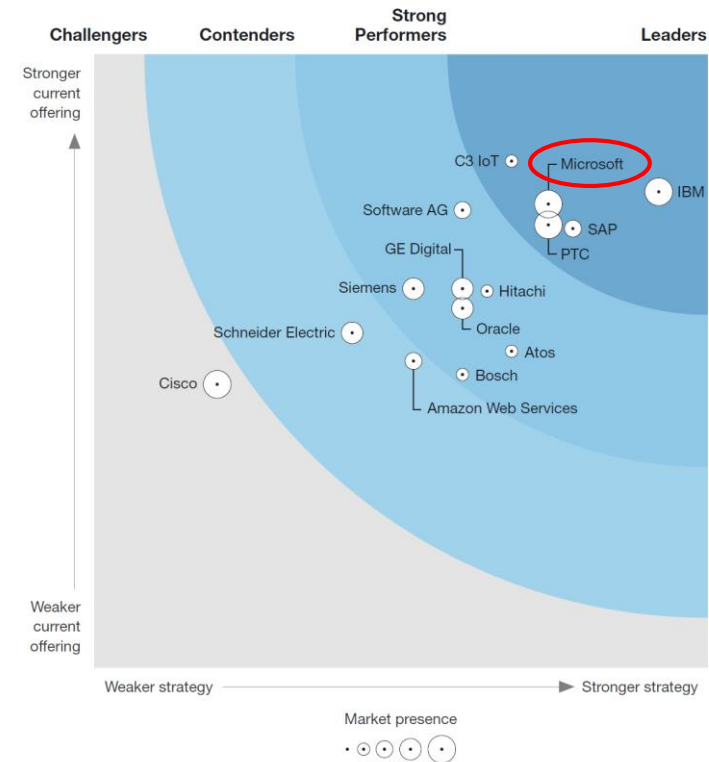 Challengers
Contenders
Strong
Performers
Leaders
Stronger
current
offering
C3 IoT
Microsoft
IBM
Software AG
SAP
GE Digital
PTC
Siemens
Hitachi
Schneider Electric
Oracle
Atos
Cisco
Bosch
Amazon Web Services
Weaker
current
offering
Weaker strategy
Stronger strategy
Market presence